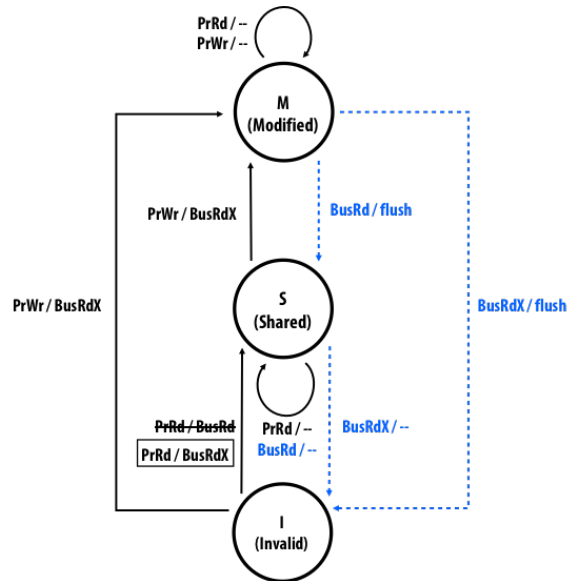 PrRd / --
PrWr / --
M
(Modified)
PrWr / BusRdX
BusRd / flush
PrWr / BusRdX
BusRdX / flush
S
(Shared)
PrRd / BusRd
PrRd / BusRdX
PrRd / --
BusRd / --
BusRdX / --
I
(Invalid)